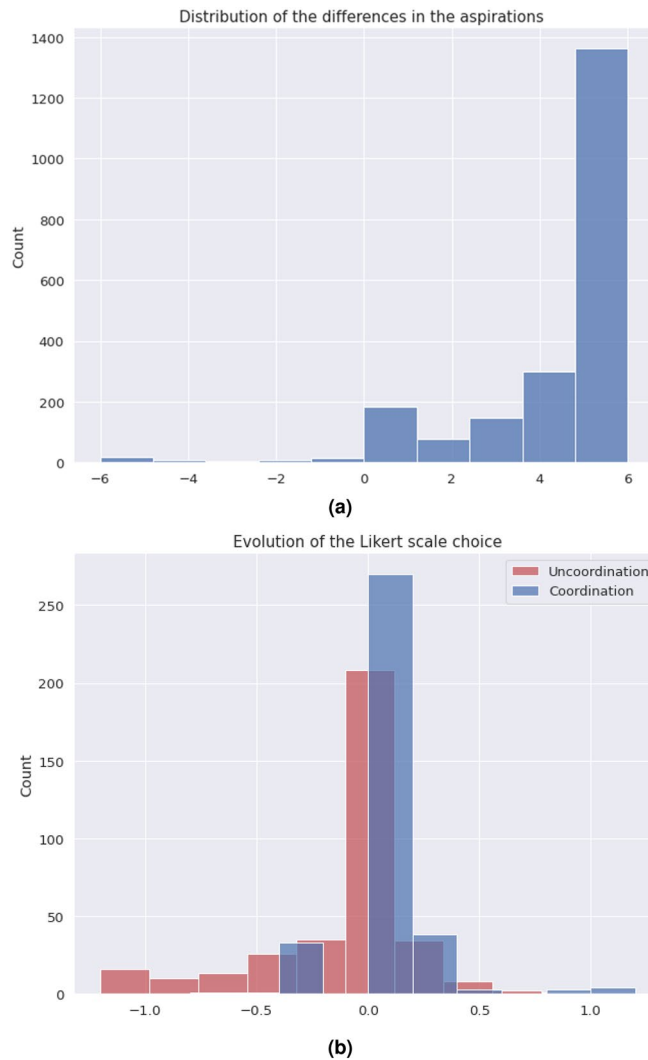 Distribution of the differences in the aspirations
1400
1200
1000
800
600
400
200
0
Count
−6 −4 −2 0 2 4 6
(a)
Evolution of the Likert scale choice
Uncoordination
Coordination
250
200
150
100
50
0
Count
−1.0 −0.5 0.0 0.5 1.0
(b)